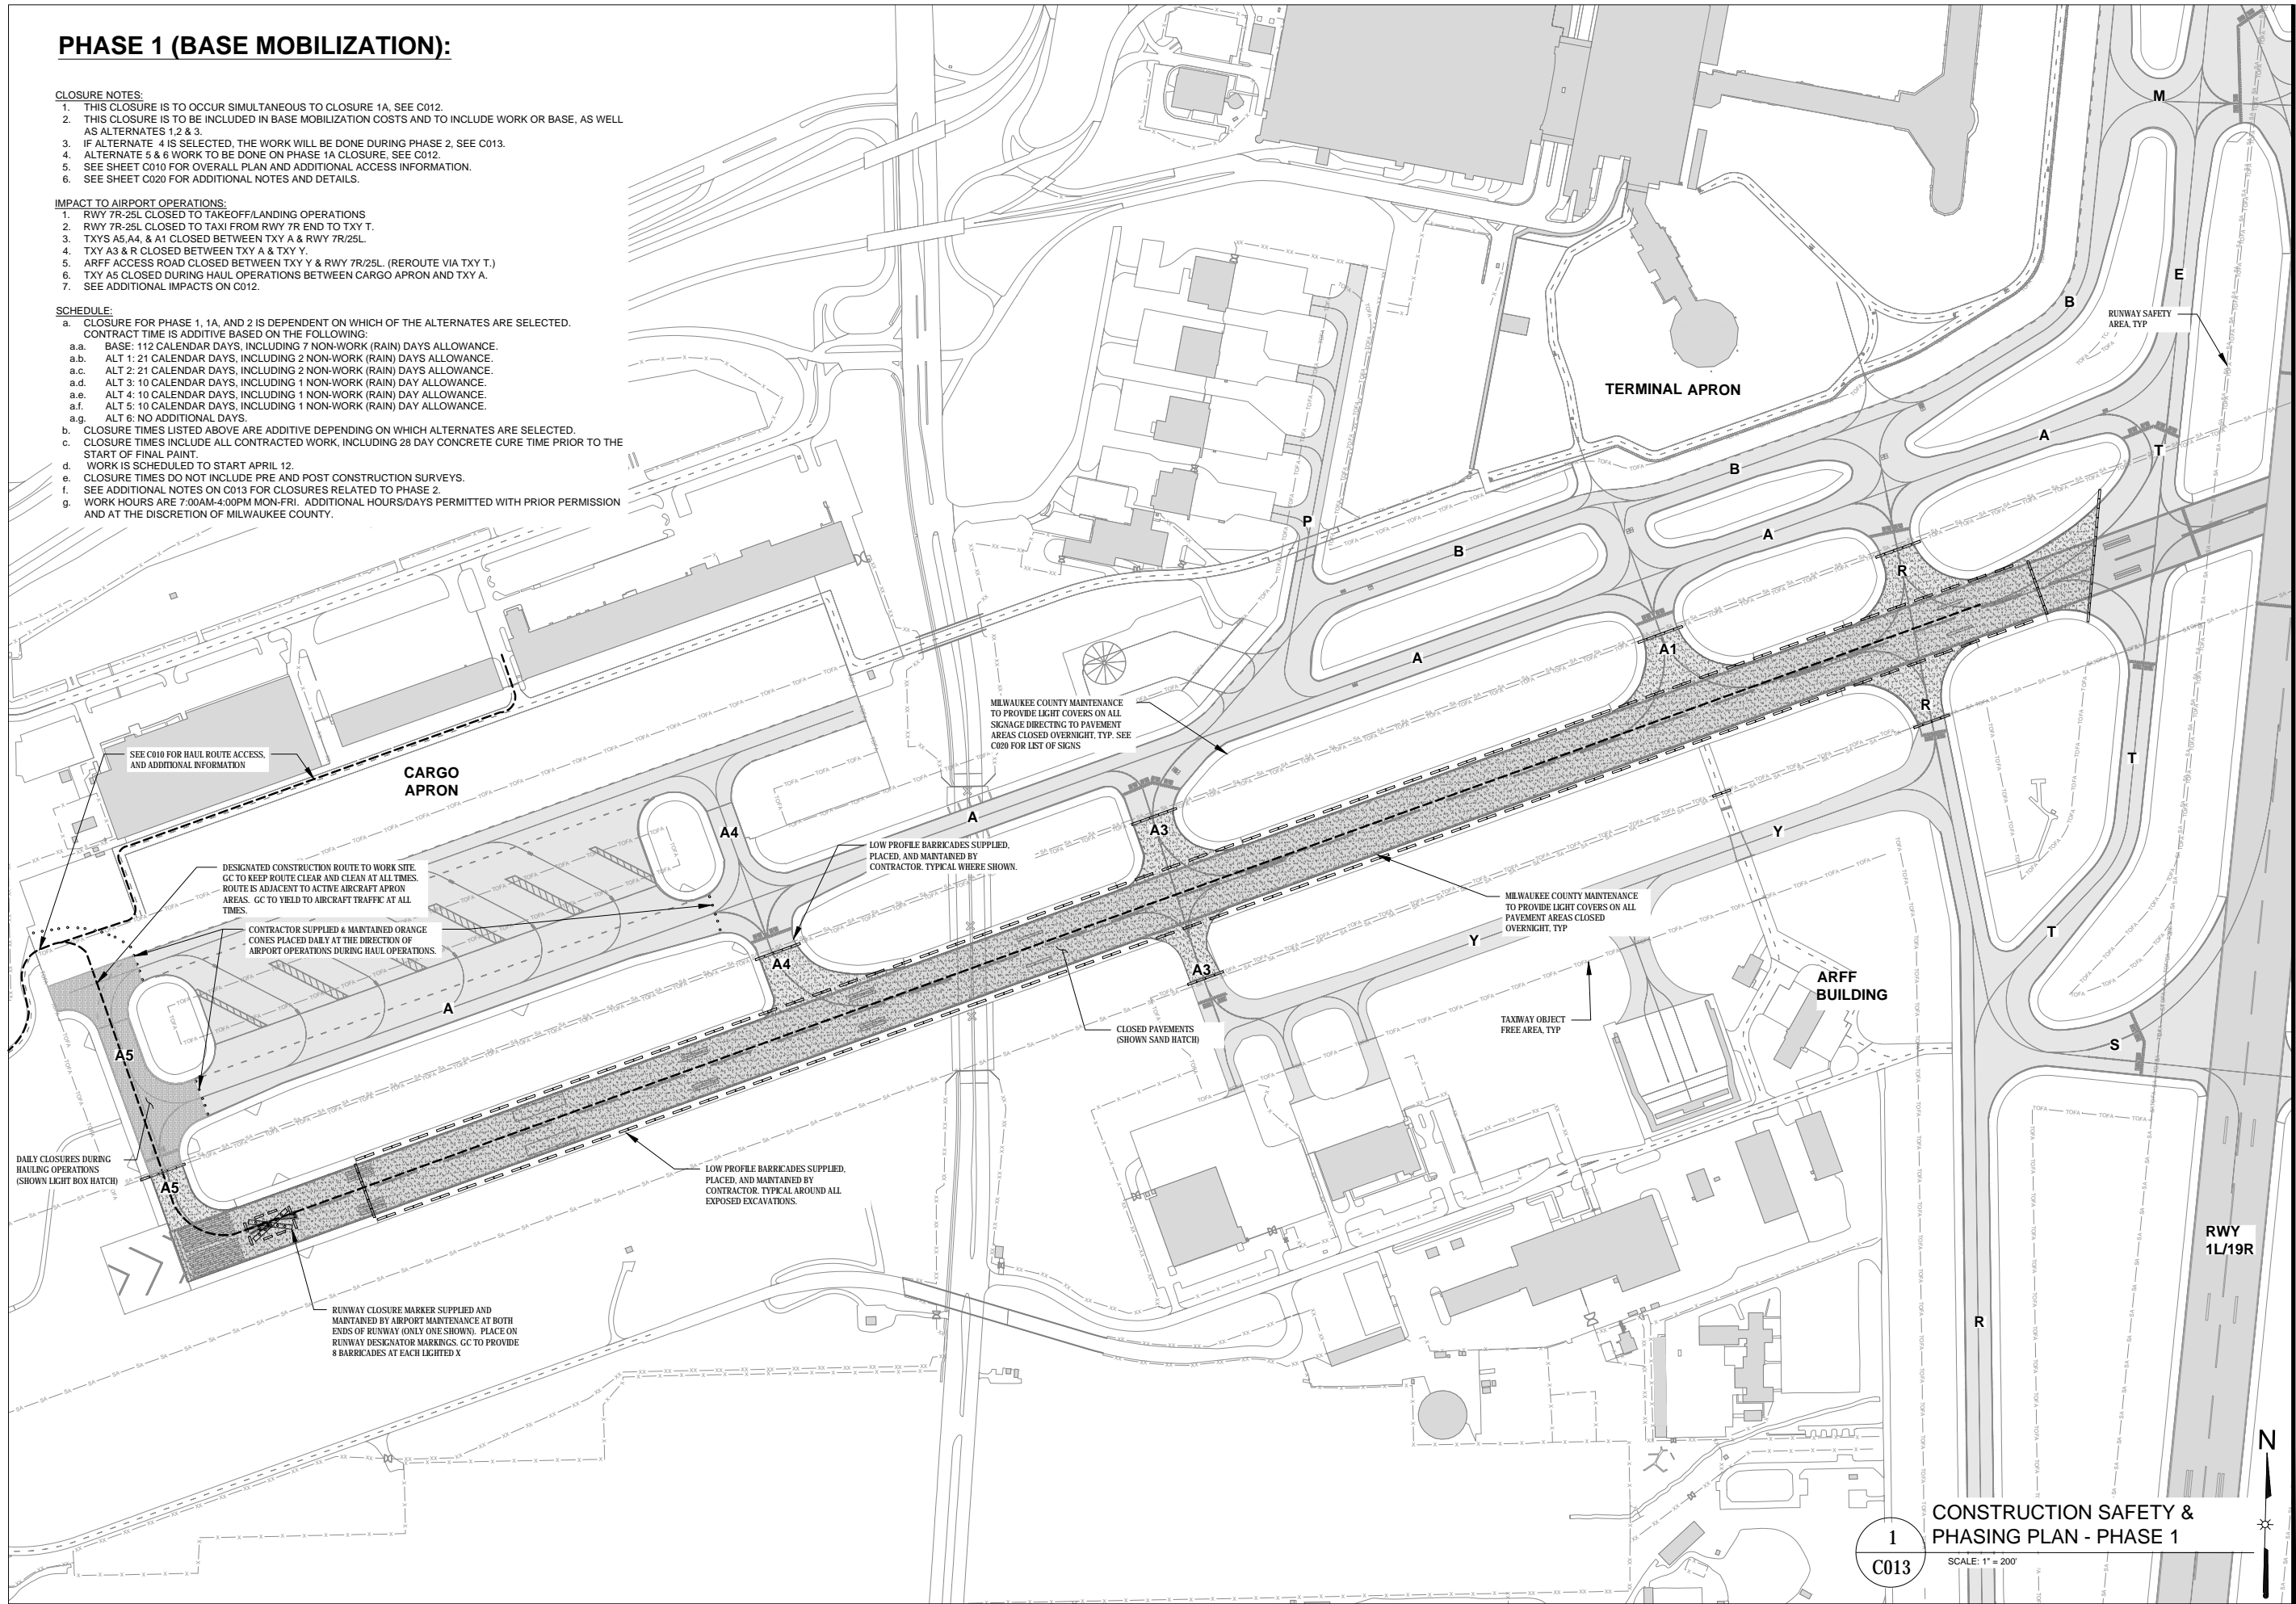 PHASE 1 (BASE MOBILIZATION):
CLOSURE NOTES:
1. THIS CLOSURE IS TO OCCUR SIMULTANEOUS TO CLOSURE 1A, SEE C012.
2. THIS CLOSURE IS TO BE INCLUDED IN BASE MOBILIZATION COSTS AND TO INCLUDE WORK OR BASE, AS WELL
AS ALTERNATES 1,2 & 3.
3. IF ALTERNATE 4 IS SELECTED, THE WORK WILL BE DONE DURING PHASE 2, SEE C013.
4. ALTERNATE 5 & 6 WORK TO BE DONE ON PHASE 1A CLOSURE, SEE C012.
5. SEE SHEET C010 FOR OVERALL PLAN AND ADDITIONAL ACCESS INFORMATION.
6. SEE SHEET C020 FOR ADDITIONAL NOTES AND DETAILS.
IMPACT TO AIRPORT OPERATIONS:
1. RWY 7R-25L CLOSED TO TAKEOFF/LANDING OPERATIONS
2. RWY 7R-25L CLOSED TO TAXI FROM RWY 7R END TO TXY T.
3. TXYS A5,A4, & A1 CLOSED BETWEEN TXY A & RWY 7R/25L.
4. TXY A3 & R CLOSED BETWEEN TXY A & TXY Y.
5. ARFF ACCESS ROAD CLOSED BETWEEN TXY Y & RWY 7R/25L. (REROUTE VIA TXY T.)
6. TXY A5 CLOSED DURING HAUL OPERATIONS BETWEEN CARGO APRON AND TXY A.
7. SEE ADDITIONAL IMPACTS ON C012.
SCHEDULE:
a. CLOSURE FOR PHASE 1, 1A, AND 2 IS DEPENDENT ON WHICH OF THE ALTERNATES ARE SELECTED.
CONTRACT TIME IS ADDITIVE BASED ON THE FOLLOWING:
a.a. BASE: 112 CALENDAR DAYS, INCLUDING 7 NON-WORK (RAIN) DAYS ALLOWANCE.
a.b. ALT 1: 21 CALENDAR DAYS, INCLUDING 2 NON-WORK (RAIN) DAYS ALLOWANCE.
a.c. ALT 2: 21 CALENDAR DAYS, INCLUDING 2 NON-WORK (RAIN) DAYS ALLOWANCE.
a.d. ALT 3: 10 CALENDAR DAYS, INCLUDING 1 NON-WORK (RAIN) DAY ALLOWANCE.
a.e. ALT 4: 10 CALENDAR DAYS, INCLUDING 1 NON-WORK (RAIN) DAY ALLOWANCE.
a.f. ALT 5: 10 CALENDAR DAYS, INCLUDING 1 NON-WORK (RAIN) DAY ALLOWANCE.
a.g. ALT 6: NO ADDITIONAL DAYS.
b. CLOSURE TIMES LISTED ABOVE ARE ADDITIVE DEPENDING ON WHICH ALTERNATES ARE SELECTED.
c. CLOSURE TIMES INCLUDE ALL CONTRACTED WORK, INCLUDING 28 DAY CONCRETE CURE TIME PRIOR TO THE
START OF FINAL PAINT.
d. WORK IS SCHEDULED TO START APRIL 12.
e. CLOSURE TIMES DO NOT INCLUDE PRE AND POST CONSTRUCTION SURVEYS.
f. SEE ADDITIONAL NOTES ON C013 FOR CLOSURES RELATED TO PHASE 2.
g. WORK HOURS ARE 7:00AM-4:00PM MON-FRI. ADDITIONAL HOURS/DAYS PERMITTED WITH PRIOR PERMISSION
AND AT THE DISCRETION OF MILWAUKEE COUNTY.
M
E
B
RUNWAY SAFETY
AREA, TYP
TERMINAL APRON
A
T
B
P
B
A
R
A1
A
R
MILWAUKEE COUNTY MAINTENANCE
TO PROVIDE LIGHT COVERS ON ALL
SIGNAGE DIRECTING TO PAVEMENT
AREAS CLOSED OVERNIGHT, TYP. SEE
C020 FOR LIST OF SIGNS
SEE C010 FOR HAUL ROUTE ACCESS,
AND ADDITIONAL INFORMATION
CARGO
APRON
T
A
A4
A3
Y
LOW PROFILE BARRICADES SUPPLIED,
PLACED, AND MAINTAINED BY
CONTRACTOR. TYPICAL WHERE SHOWN.
DESIGNATED CONSTRUCTION ROUTE TO WORK SITE.
GC TO KEEP ROUTE CLEAR AND CLEAN AT ALL TIMES.
ROUTE IS ADJACENT TO ACTIVE AIRCRAFT APRON
AREAS. GC TO YIELD TO AIRCRAFT TRAFFIC AT ALL
TIMES.
MILWAUKEE COUNTY MAINTENANCE
TO PROVIDE LIGHT COVERS ON ALL
PAVEMENT AREAS CLOSED
OVERNIGHT, TYP
CONTRACTOR SUPPLIED & MAINTAINED ORANGE
CONES PLACED DAILY AT THE DIRECTION OF
AIRPORT OPERATIONS DURING HAUL OPERATIONS.
Y
T
A4
A3
ARFF
BUILDING
A
TAXIWAY OBJECT
FREE AREA, TYP
CLOSED PAVEMENTS
(SHOWN SAND HATCH)
S
A5
DAILY CLOSURES DURING
HAULING OPERATIONS
(SHOWN LIGHT BOX HATCH)
A5
LOW PROFILE BARRICADES SUPPLIED,
PLACED, AND MAINTAINED BY
CONTRACTOR. TYPICAL AROUND ALL
EXPOSED EXCAVATIONS.
RWY
1L/19R
RUNWAY CLOSURE MARKER SUPPLIED AND
MAINTAINED BY AIRPORT MAINTENANCE AT BOTH
ENDS OF RUNWAY (ONLY ONE SHOWN). PLACE ON
RUNWAY DESIGNATOR MARKINGS. GC TO PROVIDE
8 BARRICADES AT EACH LIGHTED X
R
N
1
C013
CONSTRUCTION SAFETY &
PHASING PLAN - PHASE 1
SCALE: 1" = 200'